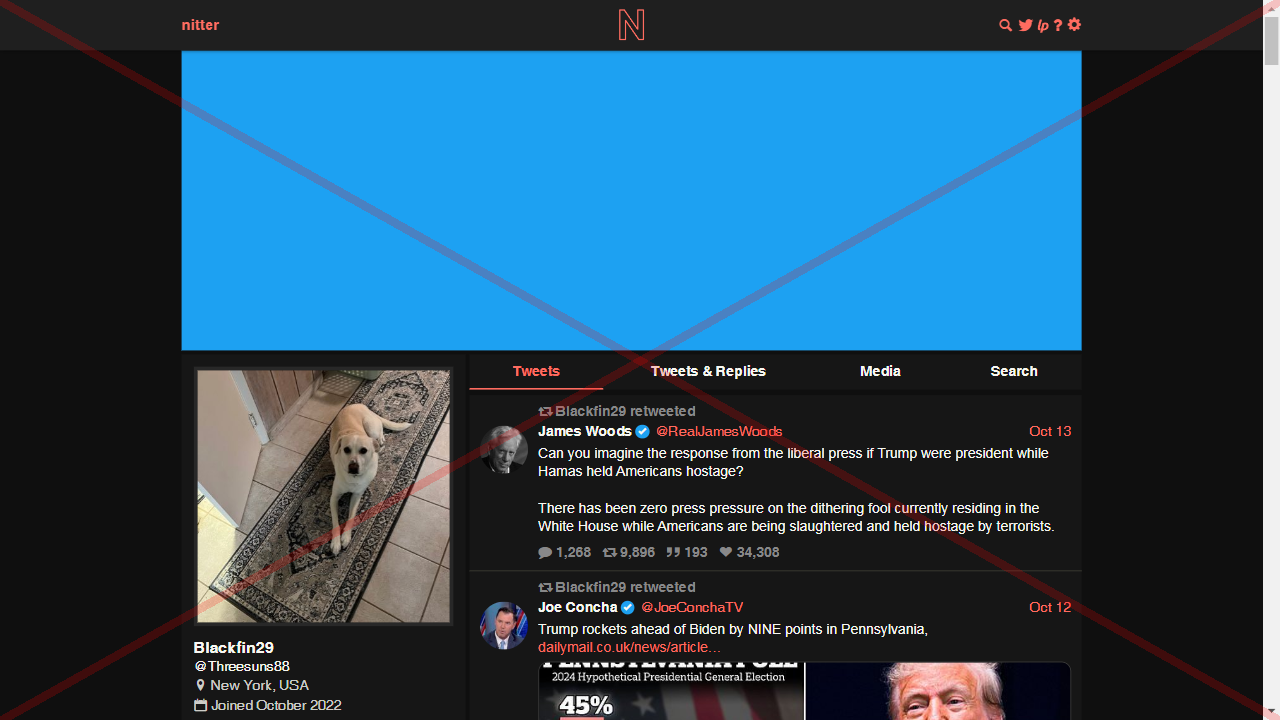 nitter
N
lp ?
Tweets
Tweets & Replies
Media
Search
Blackfin29 retweeted
James Woods @RealJamesWoods Oct 13
Can you imagine the response from the liberal press if Trump were president while
Hamas held Americans hostage?
There has been zero press pressure on the dithering fool currently residing in the
White House while Americans are being slaughtered and held hostage by terrorists.
1,268 9,896 193 34,308
Blackfin29 retweeted
Joe Concha @JoeConchaTV Oct 12
Trump rockets ahead of Biden by NINE points in Pennsylvania,
dailymail.co.uk/news/article…
PENNSYLVANIA POLL
2024 Hypothetical Presidential General Election
45%
Blackfin29
@Threesuns88
New York, USA
Joined October 2022